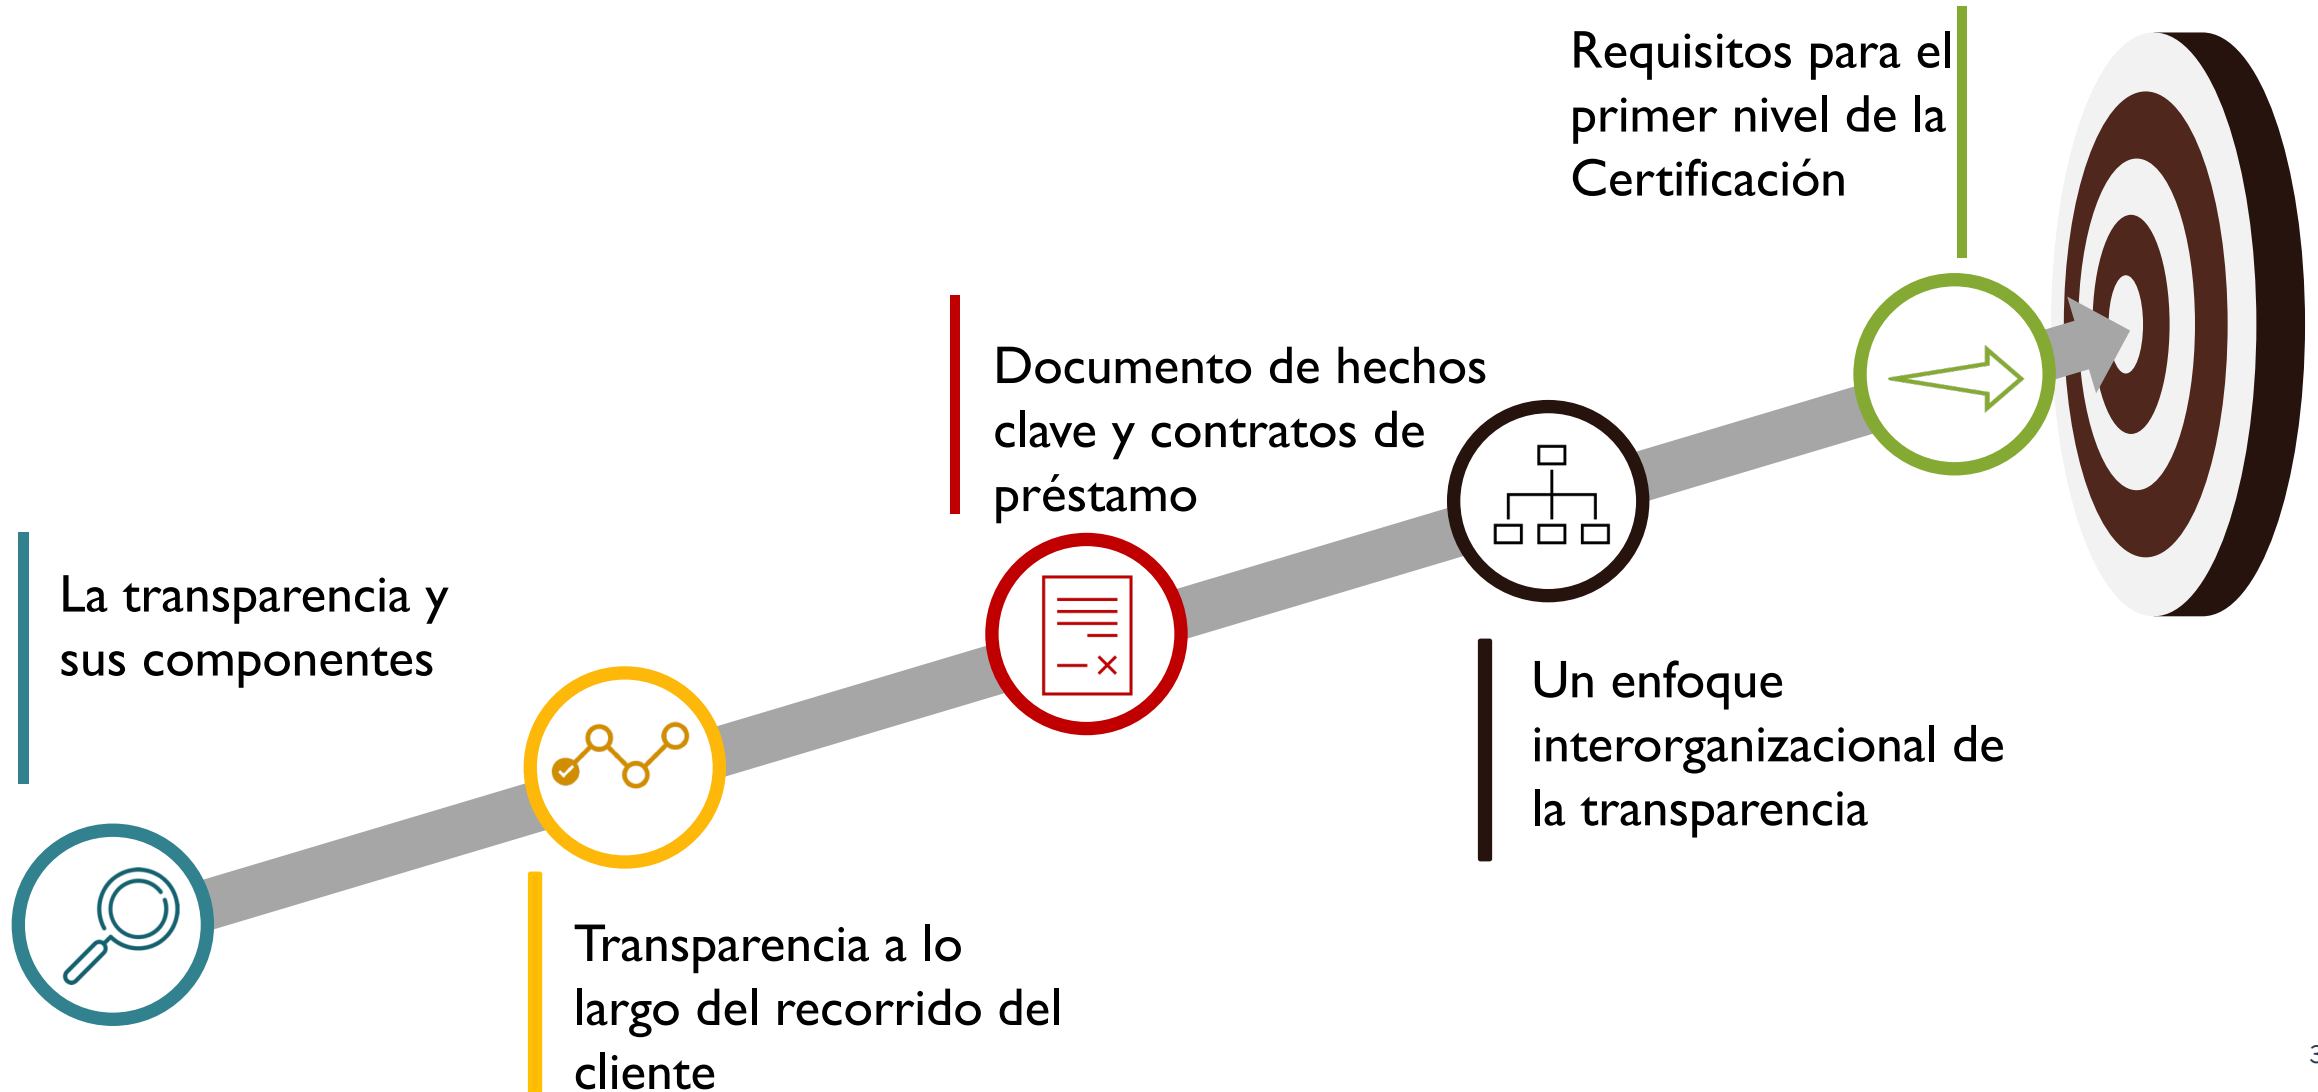 La transparencia y
sus componentes
Transparencia a lo
largo del recorrido del
cliente
Documento de hechos
clave y contratos de
préstamo
Un enfoque
interorganizacional de
la transparencia
Requisitos para el
primer nivel de la
Certificación